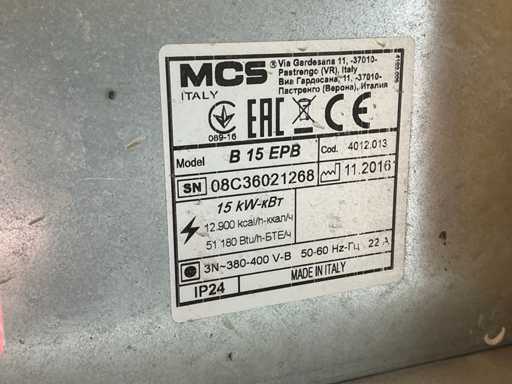 MCS ® Via Gardesana 11, -37010-
Pastrengo (VR), Italy
ITALY
Виа Гардесана, 11, -37010-
Пастренго (Верона), Италия
4160.006
089-16
EAC
CE
Model B 15 EPB Cod. 4012.013
SN 08C36021268 11.2016
15 kW-кВт
12.900 kcal/h-ккал/ч
51.180 Btu/h-БТЕ/ч
3N~380-400 V-В 50-60 Hz-Гц 22 A
IP24 MADE IN ITALY